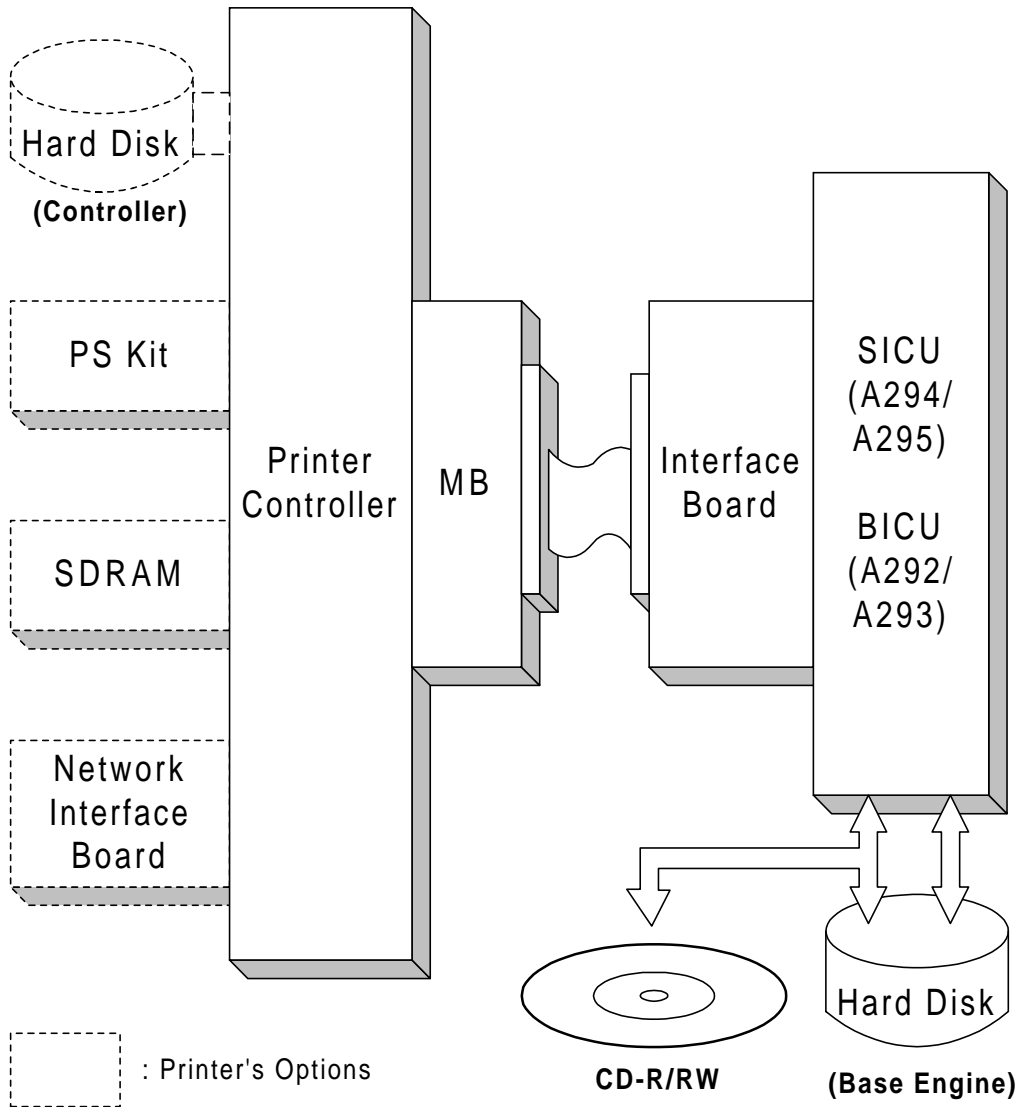 Hard Disk
(Controller)
PS Kit
SDRAM
Network
Interface
Board
Printer
Controller
MB
Interface
Board
SICU
(A294/
A295)
BICU
(A292/
A293)
Hard Disk
(Base Engine)
CD-R/RW
: Printer's Options